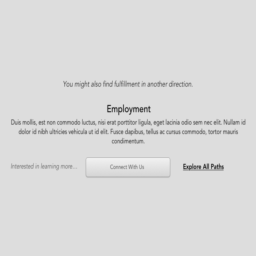 You might also find fulfillment in another direction.
Employment
Duis mollis, est non commodo luctus, nisi erat porttitor ligula, eget lacinia odio sem nec elit. Nullam id
dolor id nibh ultricies vehicula ut id elit. Fusce dapibus, tellus ac cursus commodo, tortor mauris
condimentum.
Interested in learning more... Connect With Us Explore All Paths